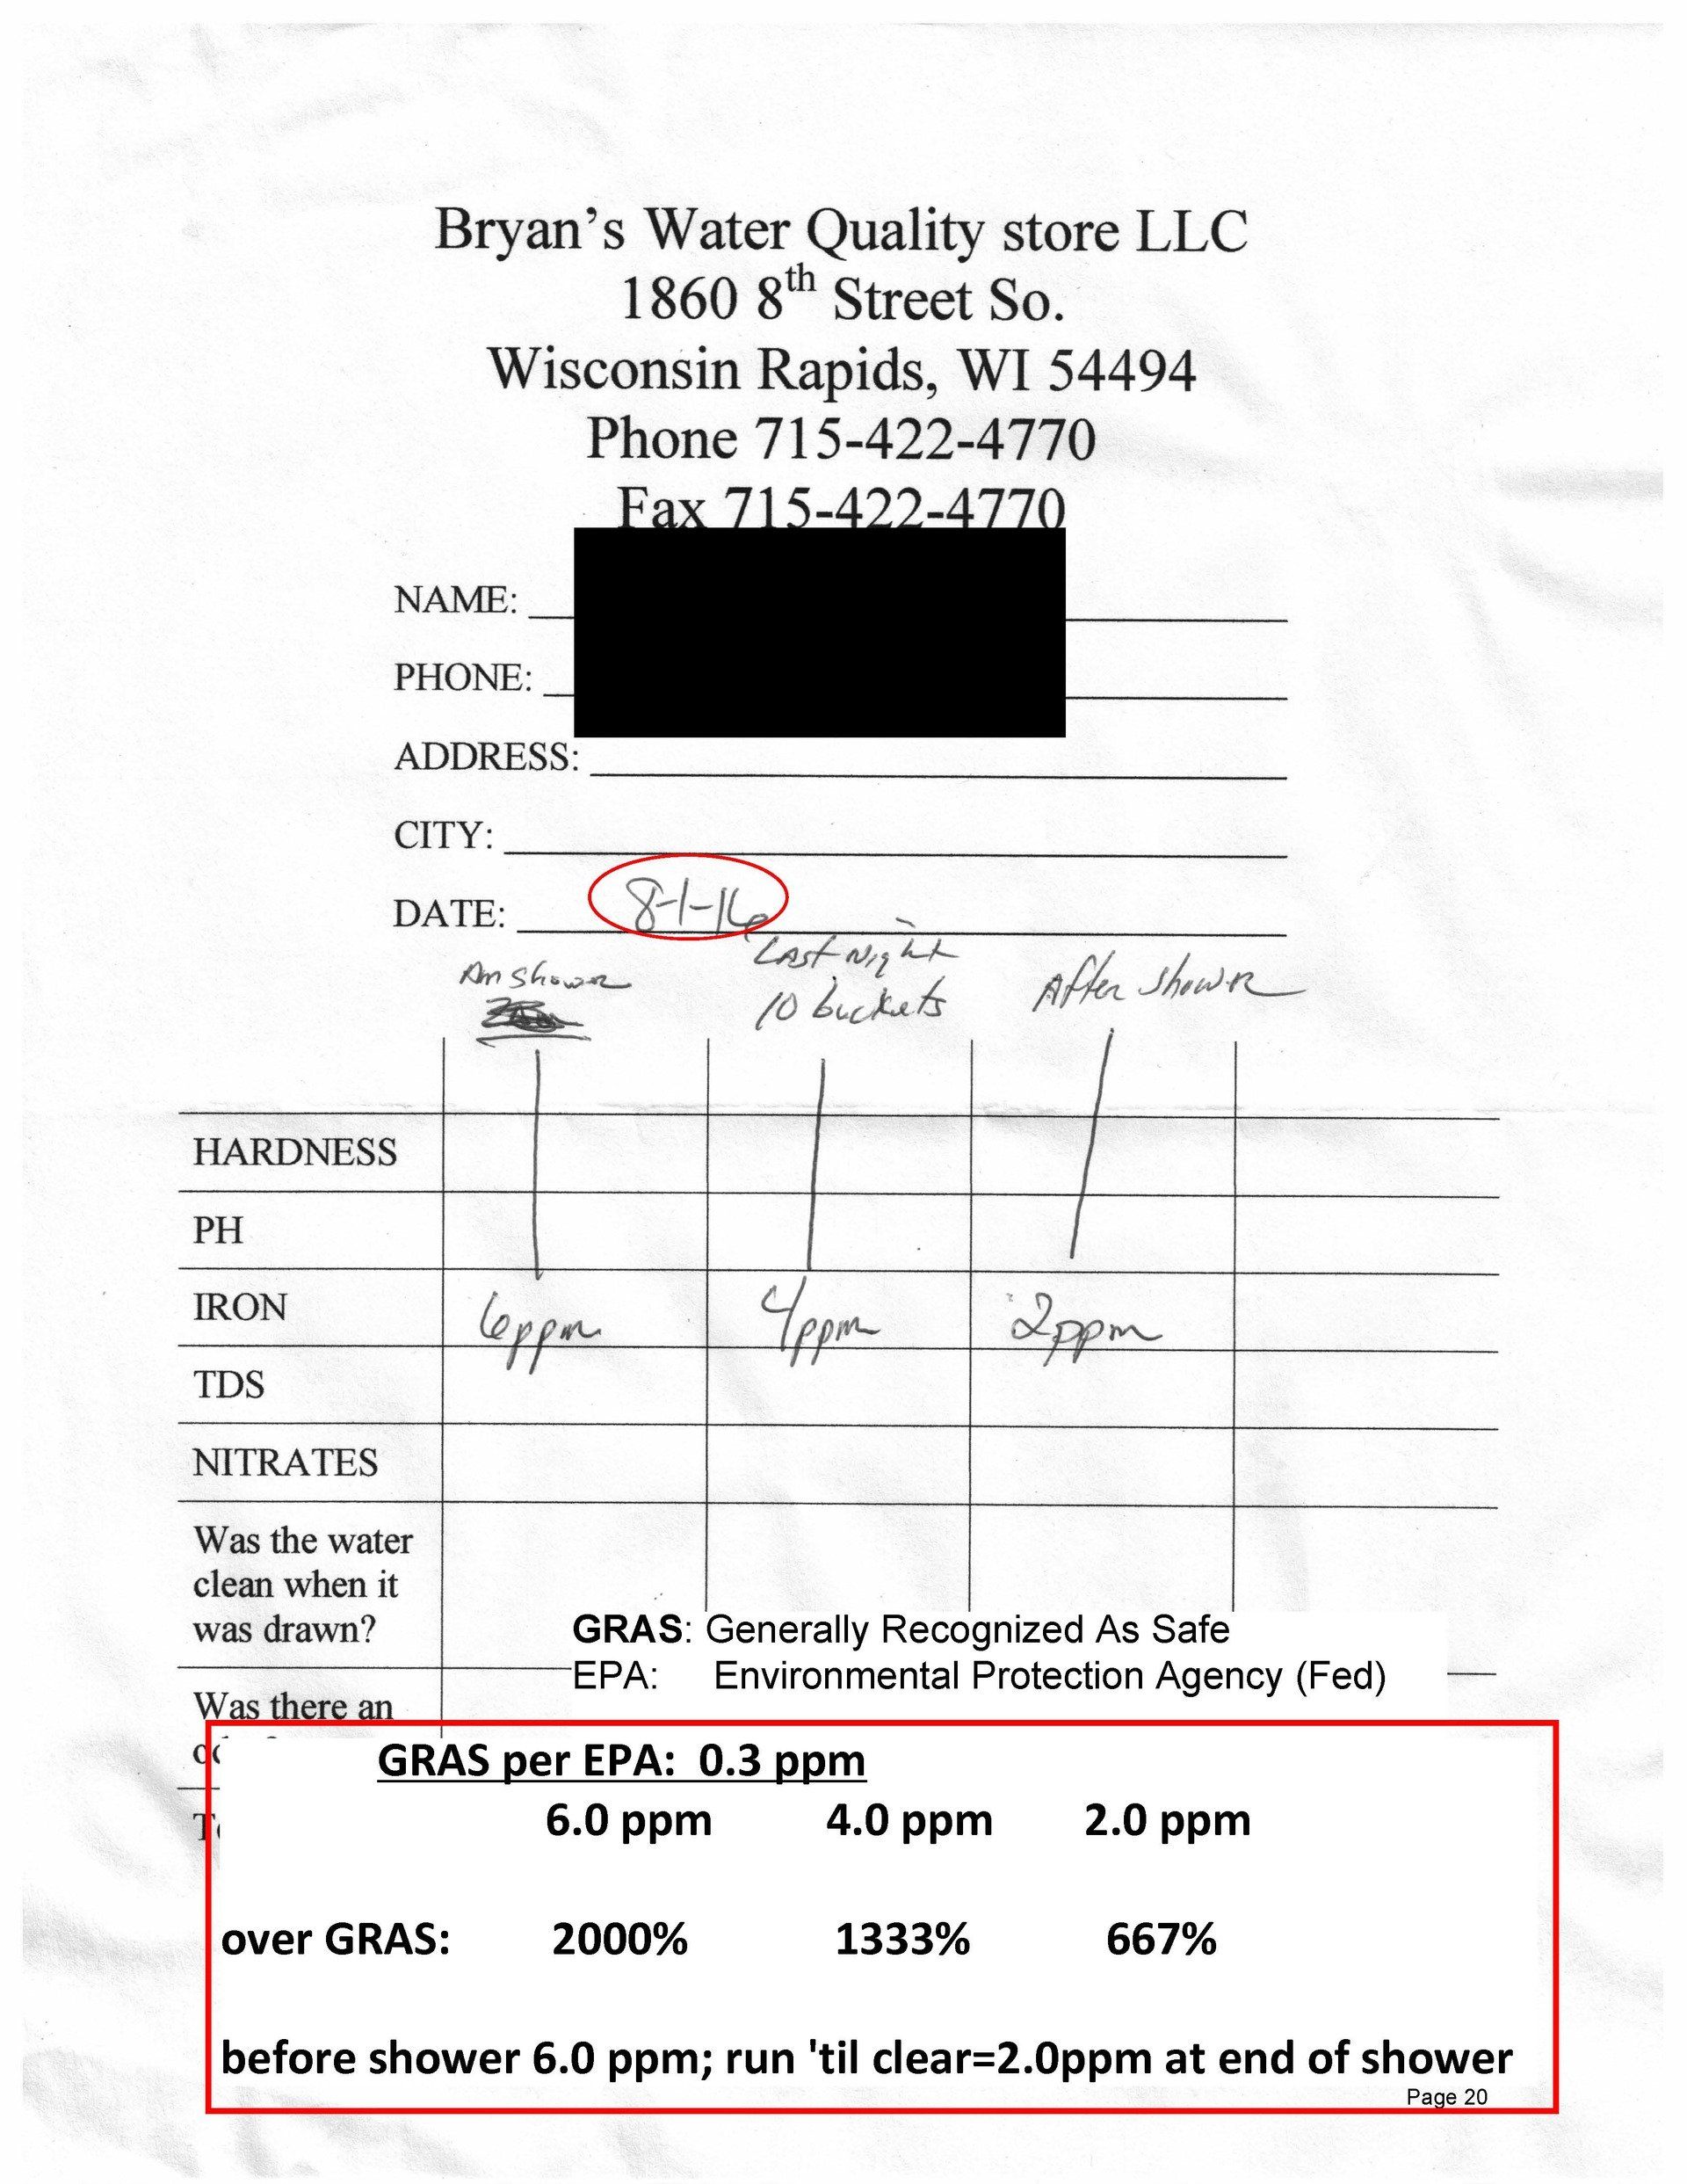 Bryan's Water Quality store LLC
1860 8th Street So.
Wisconsin Rapids, WI 54494
Phone 715-422-4770
Fax 715-422-4770
NAME:
PHONE:
ADDRESS:
CITY:
DATE: 8-1-16
Am Shower
Last Night
10 buckets
After shower
HARDNESS
PH
IRON 6ppm 4ppm 2ppm
TDS
NITRATES
Was the water
clean when it
was drawn?
GRAS: Generally Recognized As Safe
EPA: Environmental Protection Agency (Fed)
Was there an
GRAS per EPA: 0.3 ppm
6.0 ppm 4.0 ppm 2.0 ppm
over GRAS: 2000% 1333% 667%
before shower 6.0 ppm; run 'til clear=2.0ppm at end of shower
Page 20